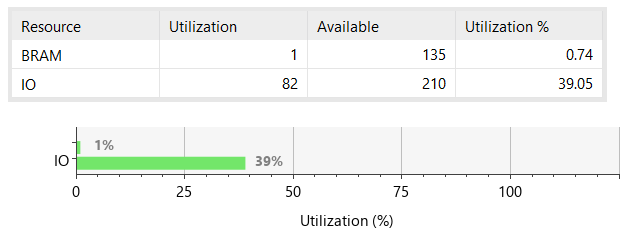 Resource Utilization Available Utilization %
BRAM 1 135 0.74
IO 82 210 39.05
1%
IO 39%
0 25 50 75 100
Utilization (%)